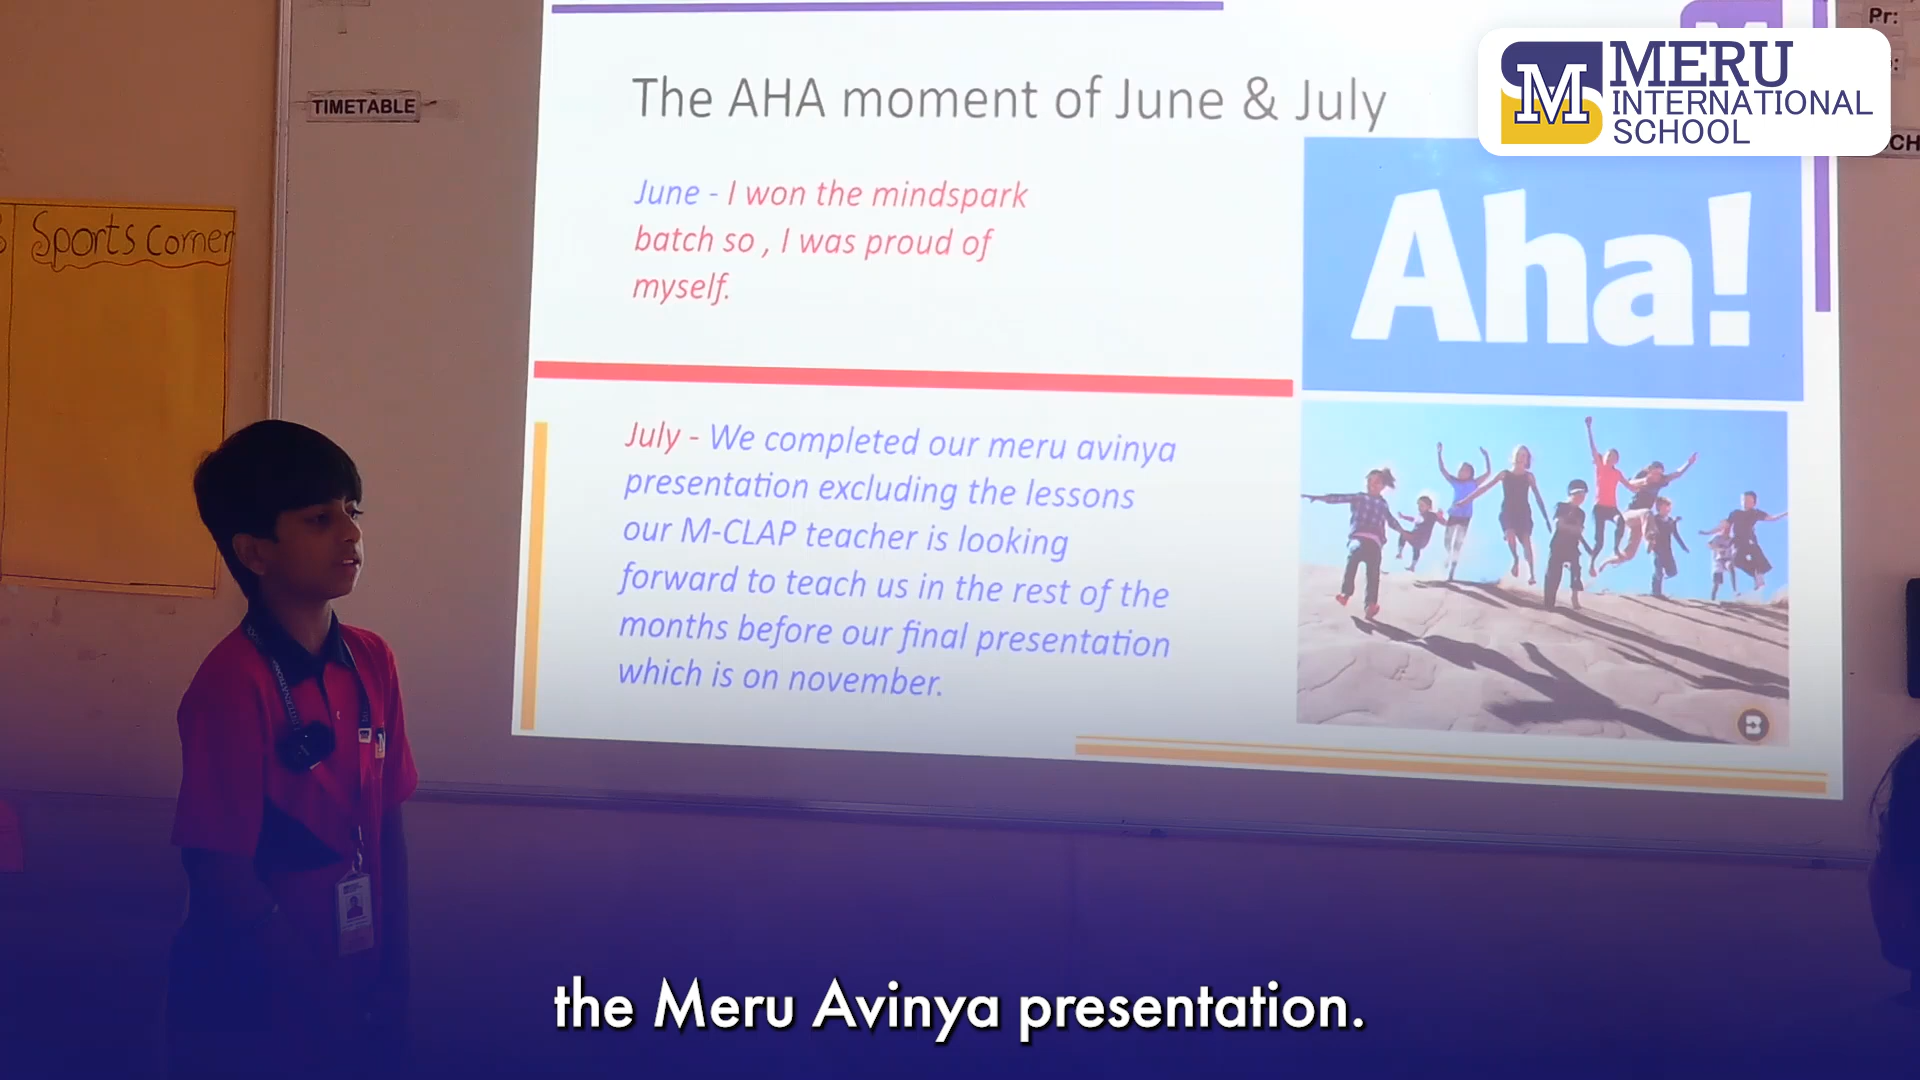 Pr:
MERU
INTERNATIONAL
SCHOOL
TIMETABLE
The AHA moment of June & July
June - I won the mindspark
batch so , I was proud of
myself.
Aha!
Sports Corner
July - We completed our meru avinya
presentation excluding the lessons
our M-CLAP teacher is looking
forward to teach us in the rest of the
months before our final presentation
which is on november.
the Meru Avinya presentation.